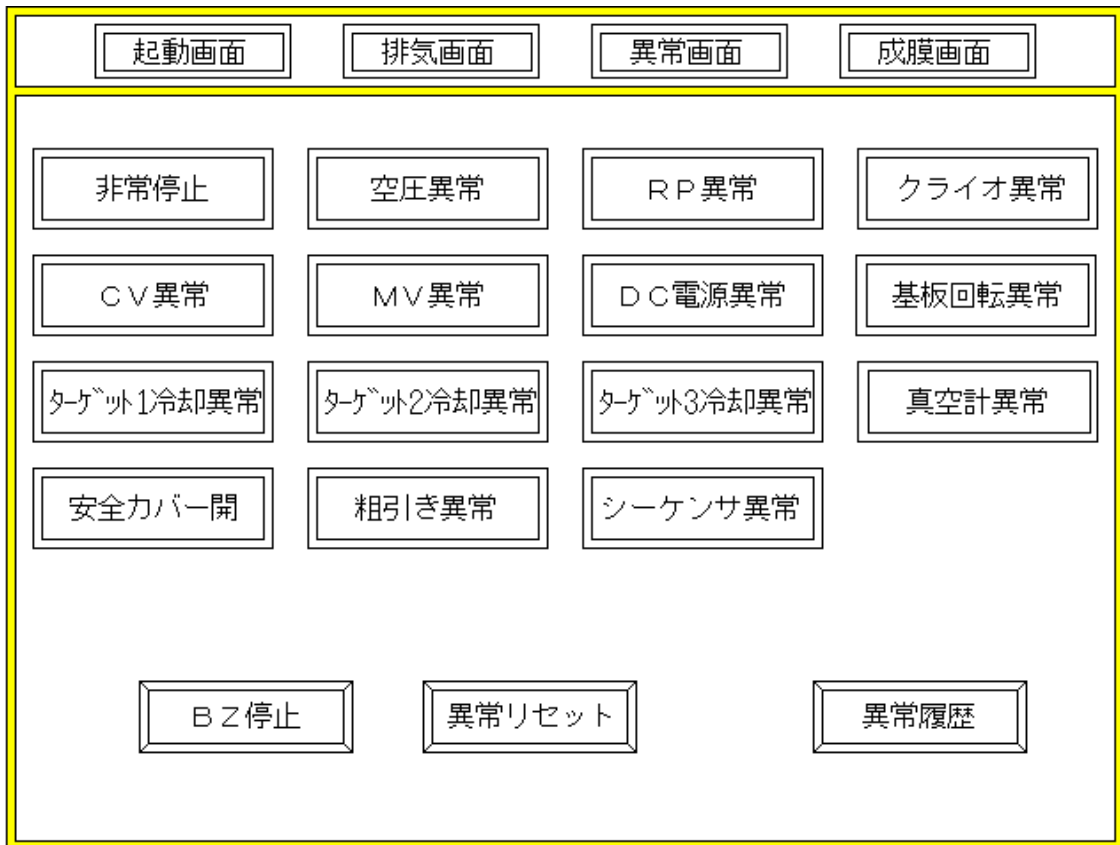 起動画面 排気画面 異常画面 成膜画面
非常停止 空圧異常 ＲＰ異常 クライオ異常
ＣＶ異常 ＭＶ異常 ＤＣ電源異常 基板回転異常
ﾀｰｹﾞｯﾄ1冷却異常 ﾀｰｹﾞｯﾄ2冷却異常 ﾀｰｹﾞｯﾄ3冷却異常 真空計異常
安全カバー開 粗引き異常 シーケンサ異常
ＢＺ停止 異常リセット 異常履歴